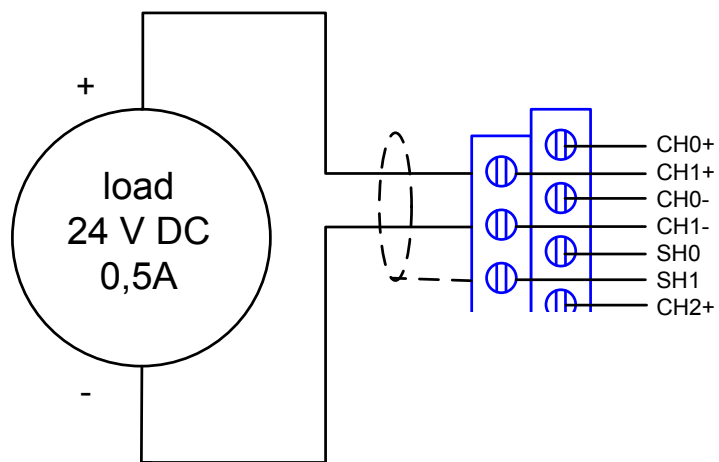 +
load
24 V DC
0,5A
-
CH0+
CH1+
CH0-
CH1-
SH0
SH1
CH2+